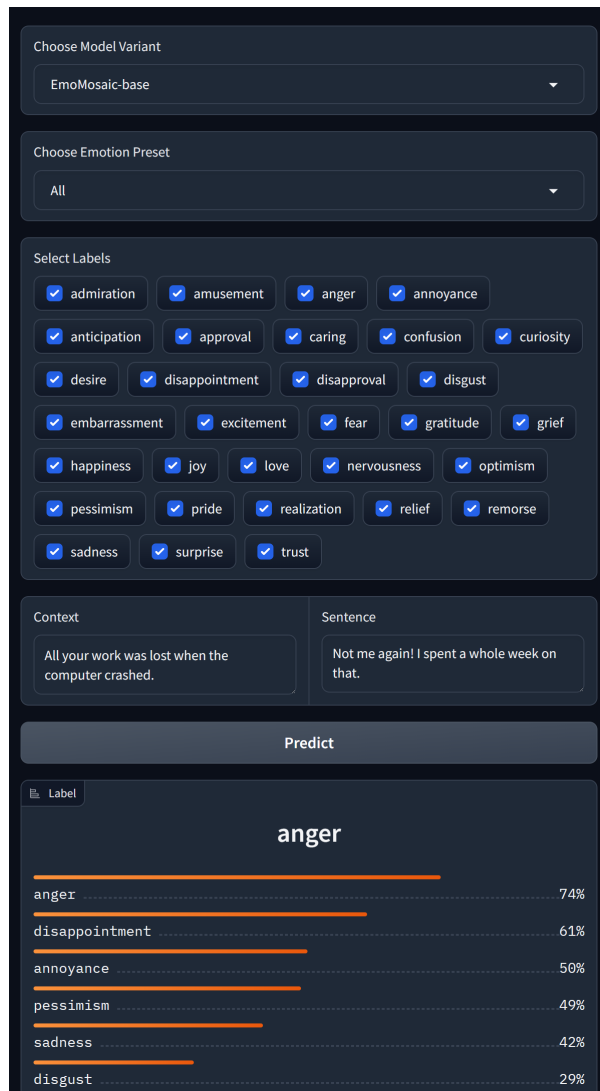 Choose Model Variant
EmoMosaic-base
Choose Emotion Preset
All
Select Labels
admiration amusement anger annoyance
anticipation approval caring confusion curiosity
desire disappointment disapproval disgust
embarrassment excitement fear gratitude grief
happiness joy love nervousness optimism
pessimism pride realization relief remorse
sadness surprise trust
Context
All your work was lost when the
computer crashed.
Sentence
Not me again! I spent a whole week on
that.
Predict
Label
anger
anger 74%
disappointment 61%
annoyance 50%
pessimism 49%
sadness 42%
disgust 29%